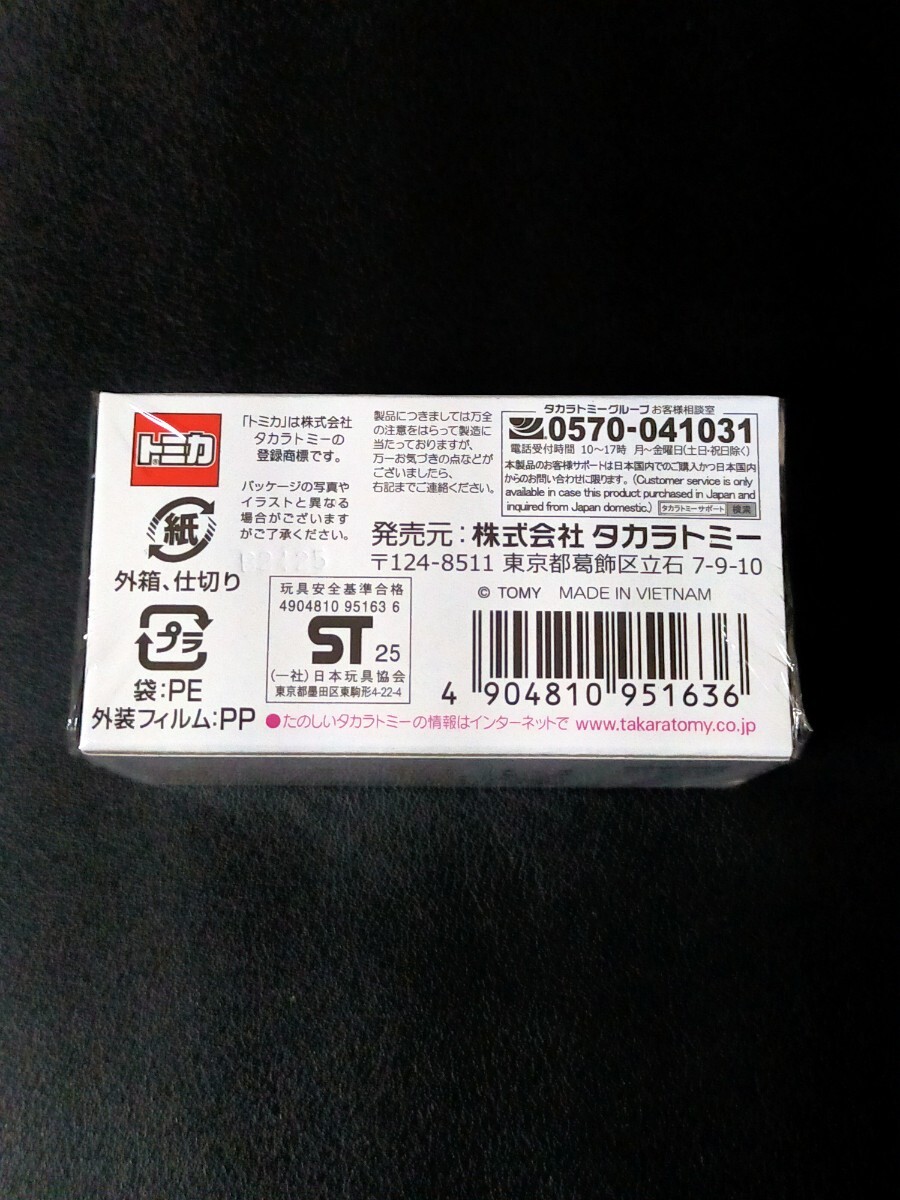 トミカ
紙
外箱、仕切り
プラ
袋:PE
外装フィルム:PP
「トミカ」は株式会社
タカラトミーの
登録商標です。
パッケージの写真や
イラストと異なる
場合がございます
がご了承ください。
製品につきましては万全
の注意をはらって製造に
当たっておりますが、
万一お気づきの点などが
ございましたら、
右記までご連絡ください。
タカラトミーグループ お客様相談室
0570-041031
電話受付時間 10〜17時 月〜金曜日(土日・祝日除く)
本製品のお客様サポートは日本国内でのご購入かつ日本国内
からのお問い合わせに限ります。(Customer service is only
available in case this product purchased in Japan and
inquired from Japan domestic.) タカラトミーサポート 検索
発売元:株式会社 タカラトミー
〒124-8511 東京都葛飾区立石 7-9-10
玩具安全基準合格
4904810 95163 6
ST 25
(一社)日本玩具協会
東京都墨田区東駒形4-22-4
© TOMY MADE IN VIETNAM
4 904810 951636
●たのしいタカラトミーの情報はインターネットで www.takaratomy.co.jp